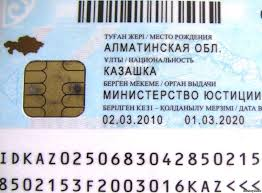 ТУҒАН ЖЕРІ / МЕСТО РОЖДЕНИЯ
АЛМАТИНСКАЯ ОБЛ.
ҰЛТЫ / НАЦИОНАЛЬНОСТЬ
КАЗАШКА
БЕРГЕН МЕКЕМЕ / ОРГАН ВЫДАЧИ
МИНИСТЕРСТВО ЮСТИЦИИ
БЕРІЛГЕН КЕЗІ - ҚОЛДАНЫЛУ МЕРЗІМІ / ДАТА В
02.03.2010 01.03.2020
IDKAZ0250683042850215
8502153F2003016KAZ<